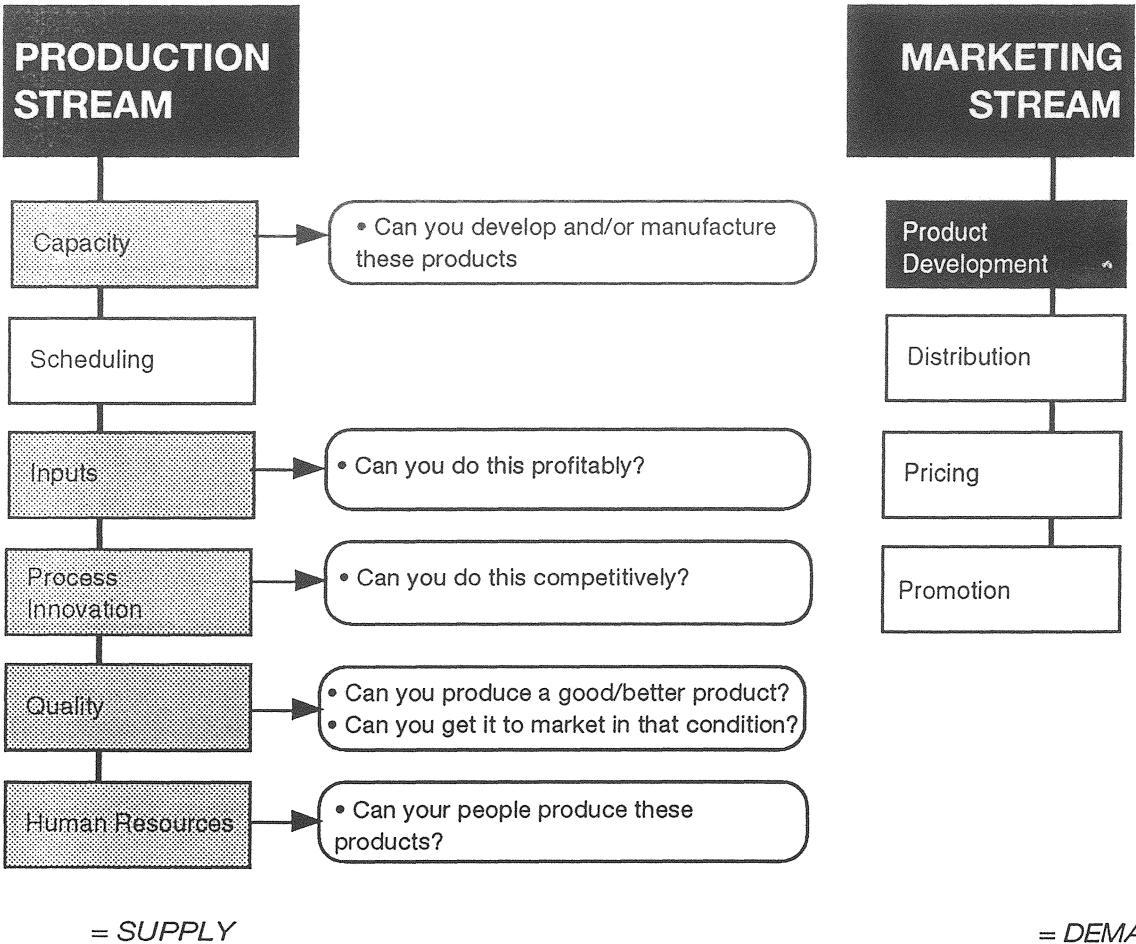 PRODUCTION
STREAM
MARKETING
STREAM
Capacity
• Can you develop and/or manufacture
these products
Product
Development
Scheduling
Distribution
Inputs
• Can you do this profitably?
Pricing
Process
Innovation
• Can you do this competitively?
Promotion
Quality
• Can you produce a good/better product?
• Can you get it to market in that condition?
Human Resources
• Can your people produce these
products?
= SUPPLY
= DEMA